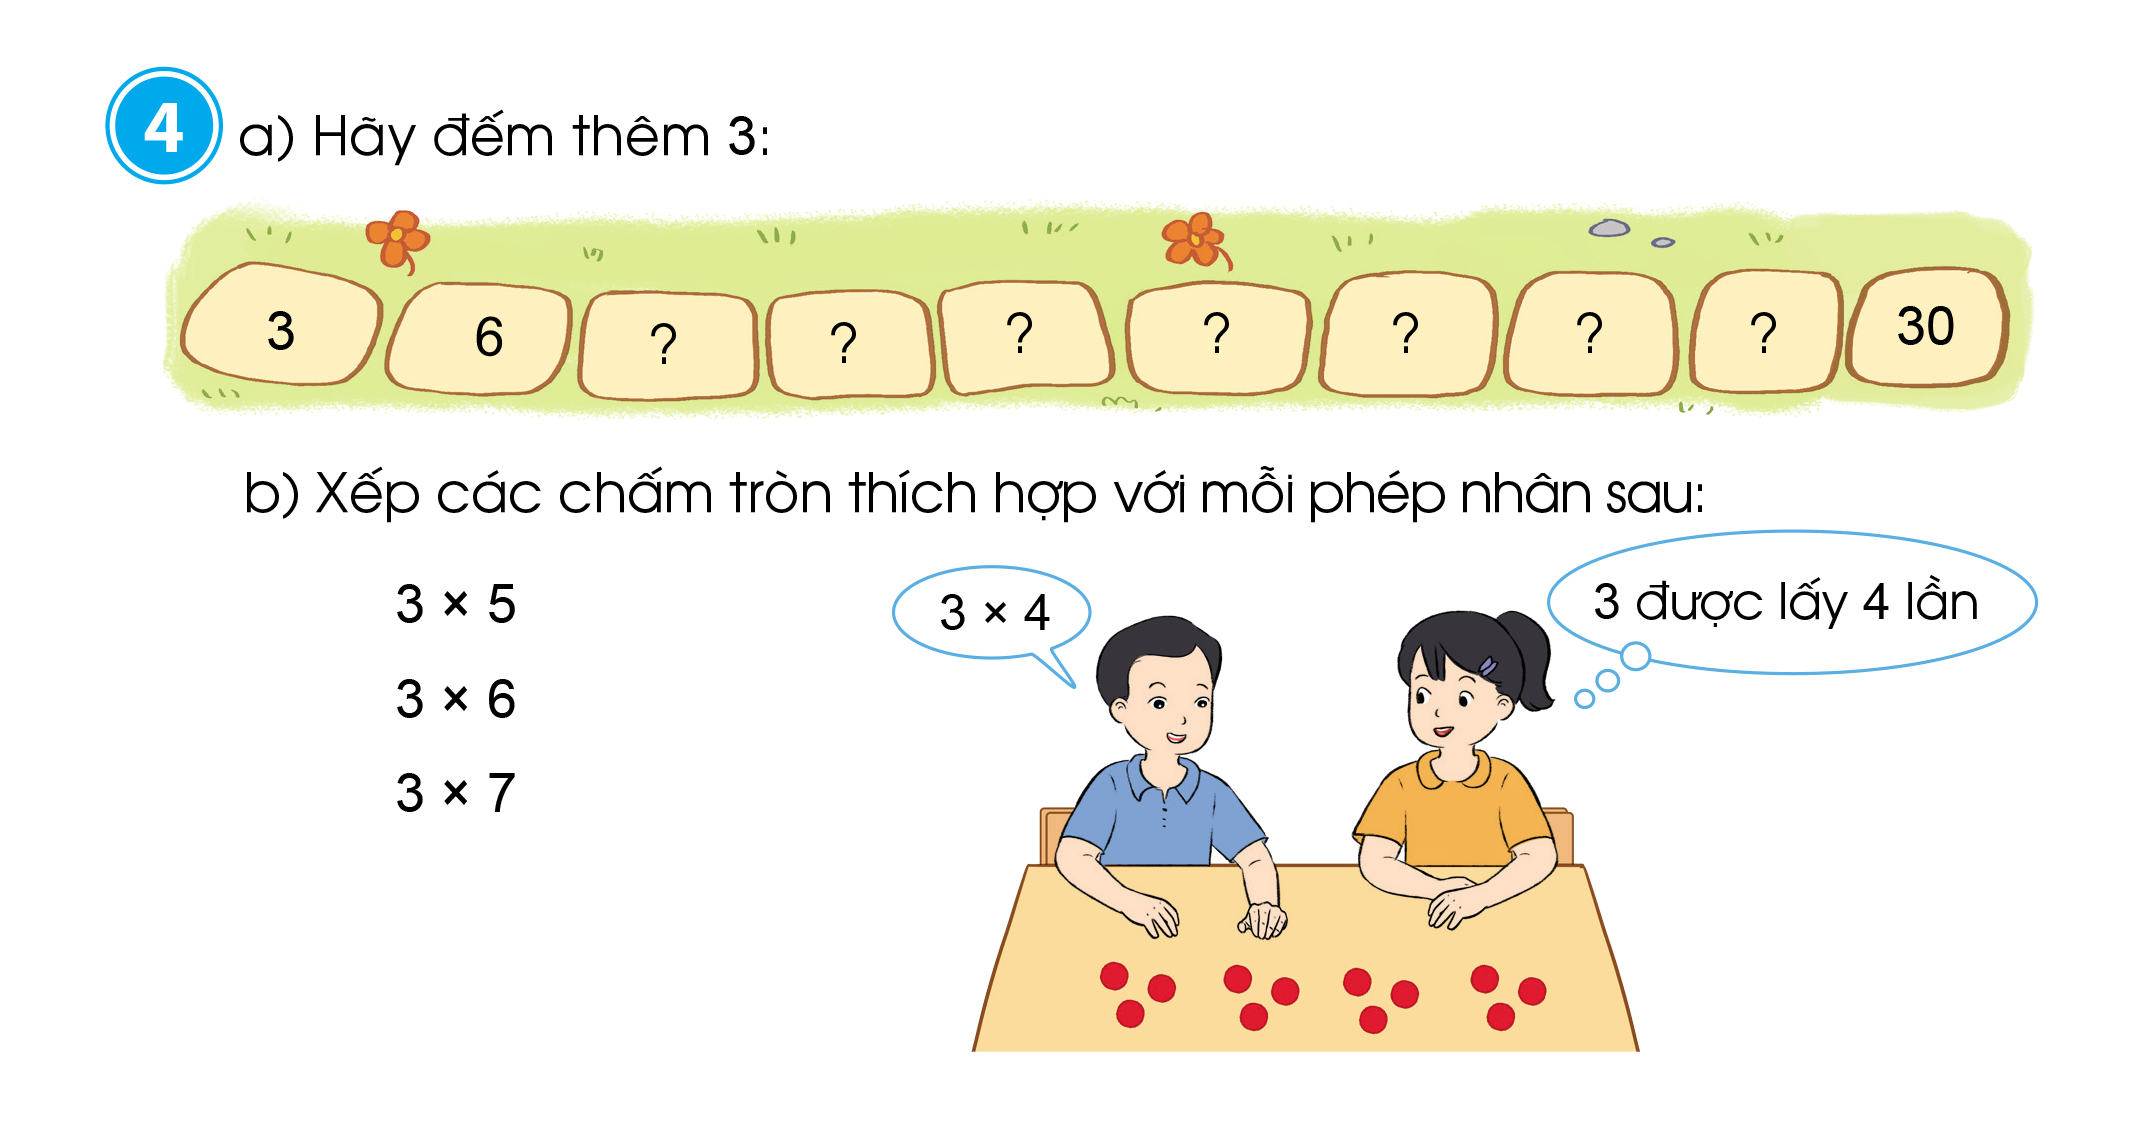 4 a) Hãy đếm thêm 3:
3 6 ? ? ? ? ? ? ? 30
b) Xếp các chấm tròn thích hợp với mỗi phép nhân sau:
3 × 5
3 × 6
3 × 7
3 × 4
3 được lấy 4 lần